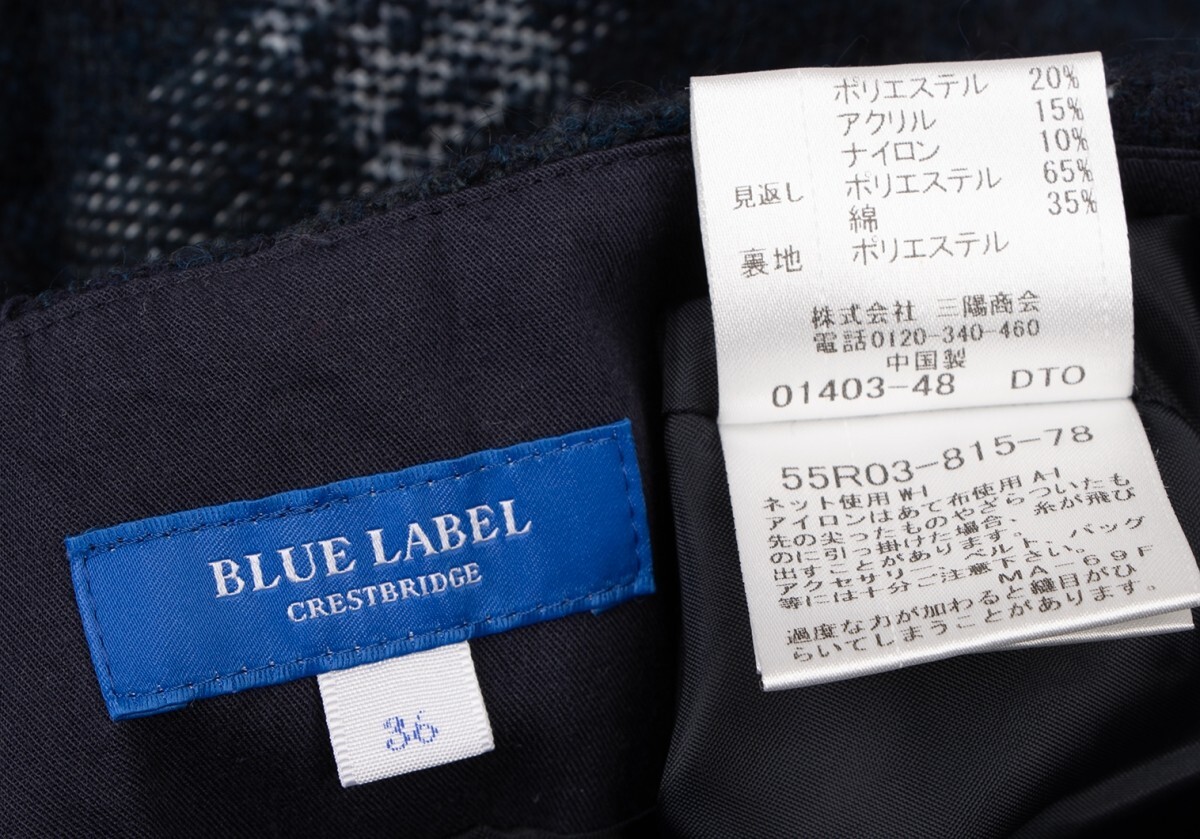 BLUE LABEL
CRESTBRIDGE
36
ポリエステル 20%
アクリル 15%
ナイロン 10%
見返し ポリエステル 65%
綿 35%
裏地 ポリエステル
株式会社 三陽商会
電話0120-340-460
中国製
01403-48 DTO
55R03-815-78
ネット使用 W-I
アイロンはあて布使用 A-I
先の尖ったものやざらついたも
のに引っ掛けた場合、糸が飛び
出すことがあります。
アクセサリー、ベルト、バッグ
等には十分ご注意下さい。
MA-69F
過度な力が加わると縫目がひ
らいてしまうことがあります。